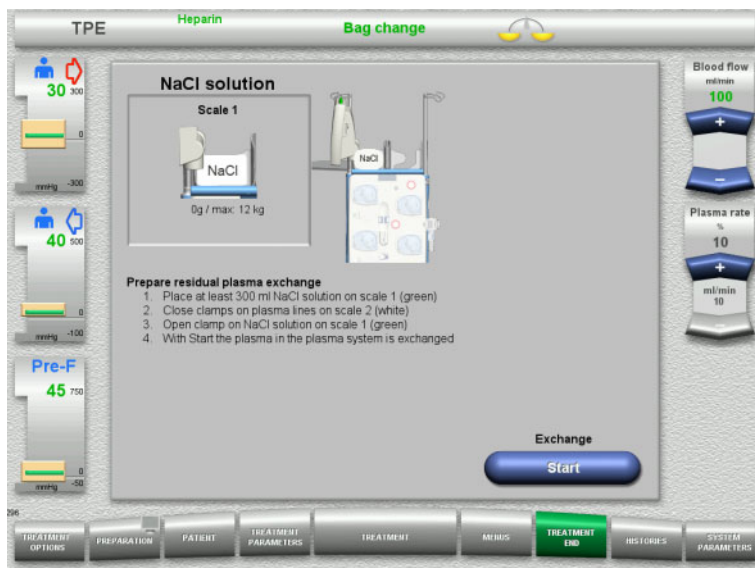 TPE
Heparin
Bag change
30
300
0
mmHg
-300
40
500
0
mmHg
-100
Pre-F
45
750
0
mmHg
-50
NaCl solution
Scale 1
NaCl
0g / max: 12 kg
NaCl
Prepare residual plasma exchange
1. Place at least 300 ml NaCl solution on scale 1 (green)
2. Close clamps on plasma lines on scale 2 (white)
3. Open clamp on NaCl solution on scale 1 (green)
4. With Start the plasma in the plasma system is exchanged
Exchange
Start
Blood flow
ml/min
100
+
–
Plasma rate
%
10
+
ml/min
10
–
296
TREATMENT
OPTIONS
PREPARATION
PATIENT
TREATMENT
PARAMETERS
TREATMENT
MENUS
TREATMENT
END
HISTORIES
SYSTEM
PARAMETERS